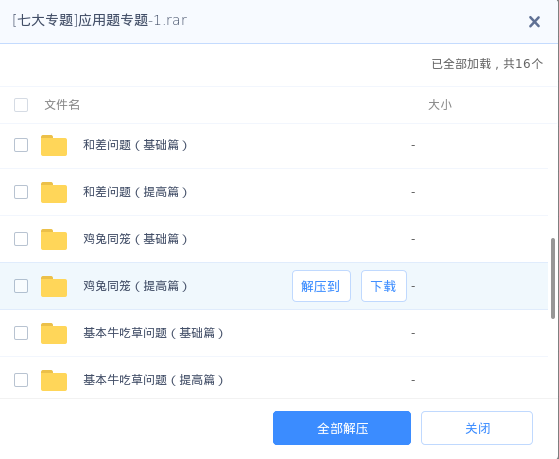 [七大专题]应用题专题-1.rar
已全部加载，共16个
文件名 大小
和差问题（基础篇） -
和差问题（提高篇） -
鸡兔同笼（基础篇） -
鸡兔同笼（提高篇） 解压到 下载 -
基本牛吃草问题（基础篇） -
基本牛吃草问题（提高篇） -
全部解压 关闭